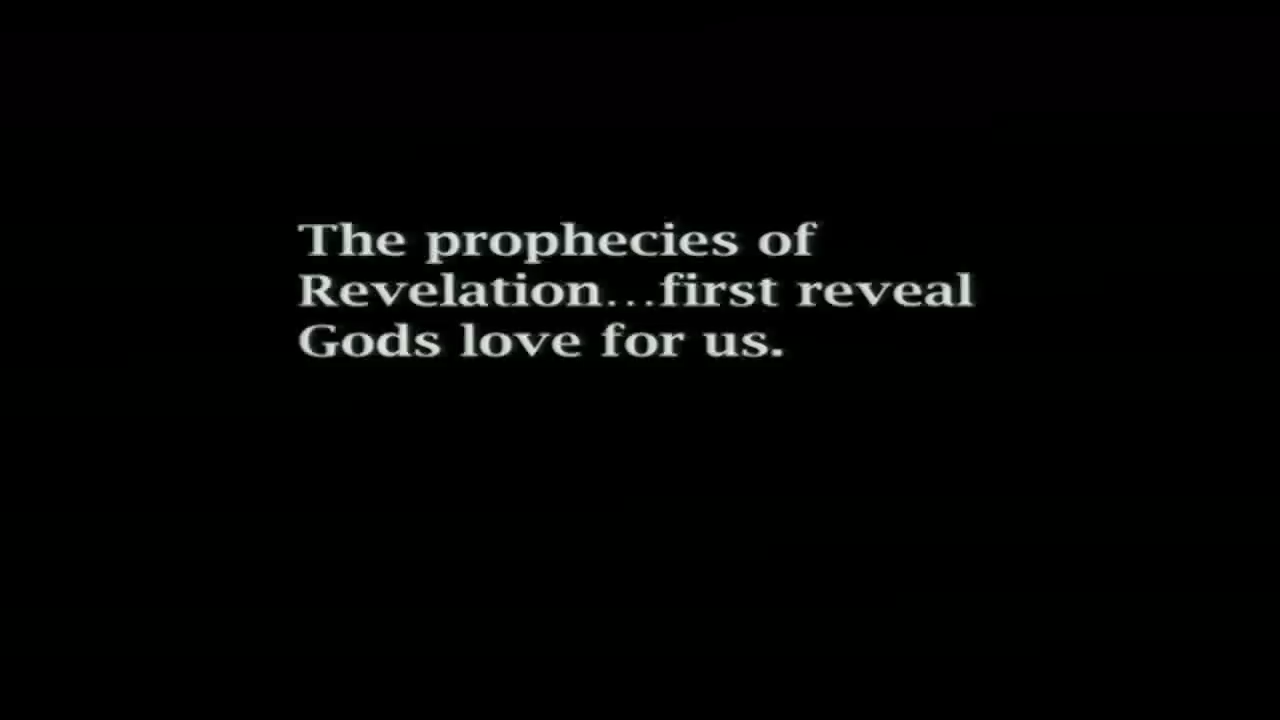 The prophecies of
Revelation...first reveal
Gods love for us.